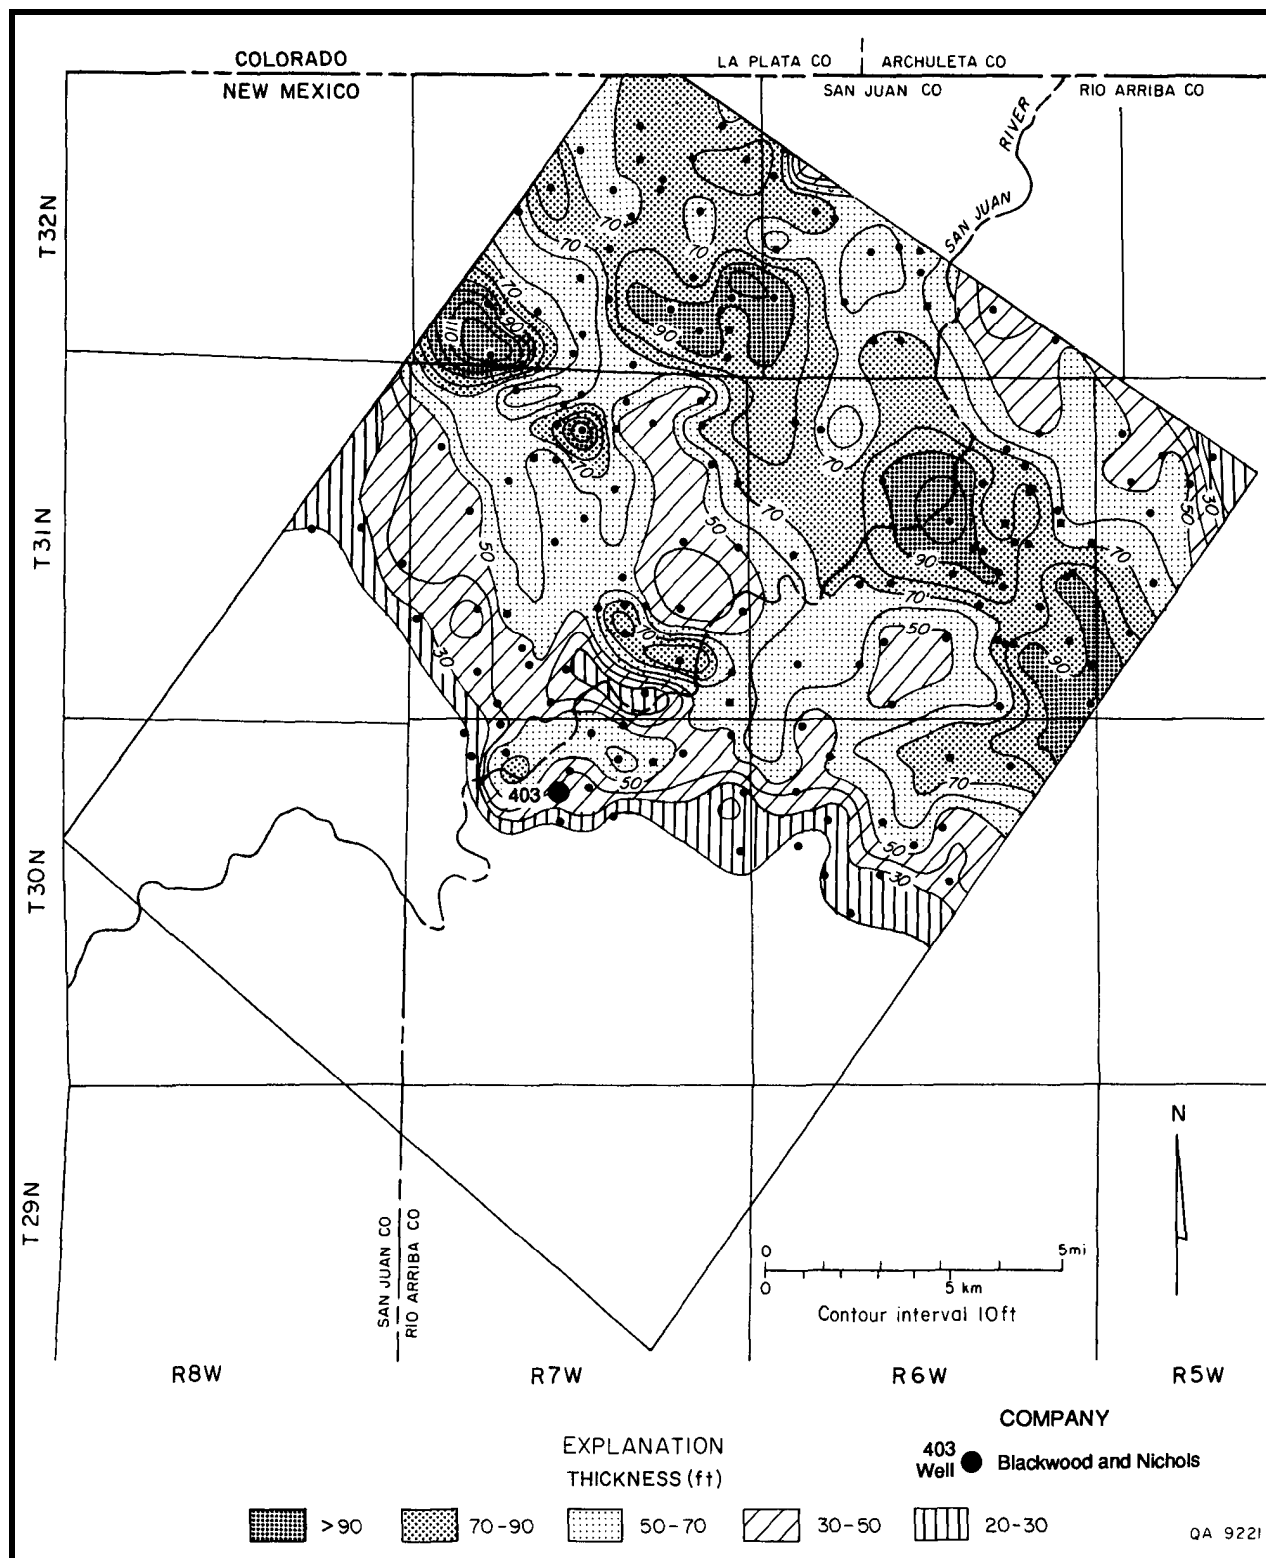 COLORADO
NEW MEXICO
LA PLATA CO
ARCHULETA CO
SAN JUAN CO
RIO ARRIBA CO
SAN JUAN RIVER
T32N
T31N
T30N
T29N
70
70
70
90
90
110
70
70
70
50
50
70
50
30
70
90
70
50
70
90
30
50
403
50
70
50
30
N
0
5mi
0
5 km
Contour interval 10ft
SAN JUAN CO
RIO ARRIBA CO
R8W
R7W
R6W
R5W
COMPANY
EXPLANATION
THICKNESS (ft)
403
Well
Blackwood and Nichols
>90
70-90
50-70
30-50
20-30
QA 9221